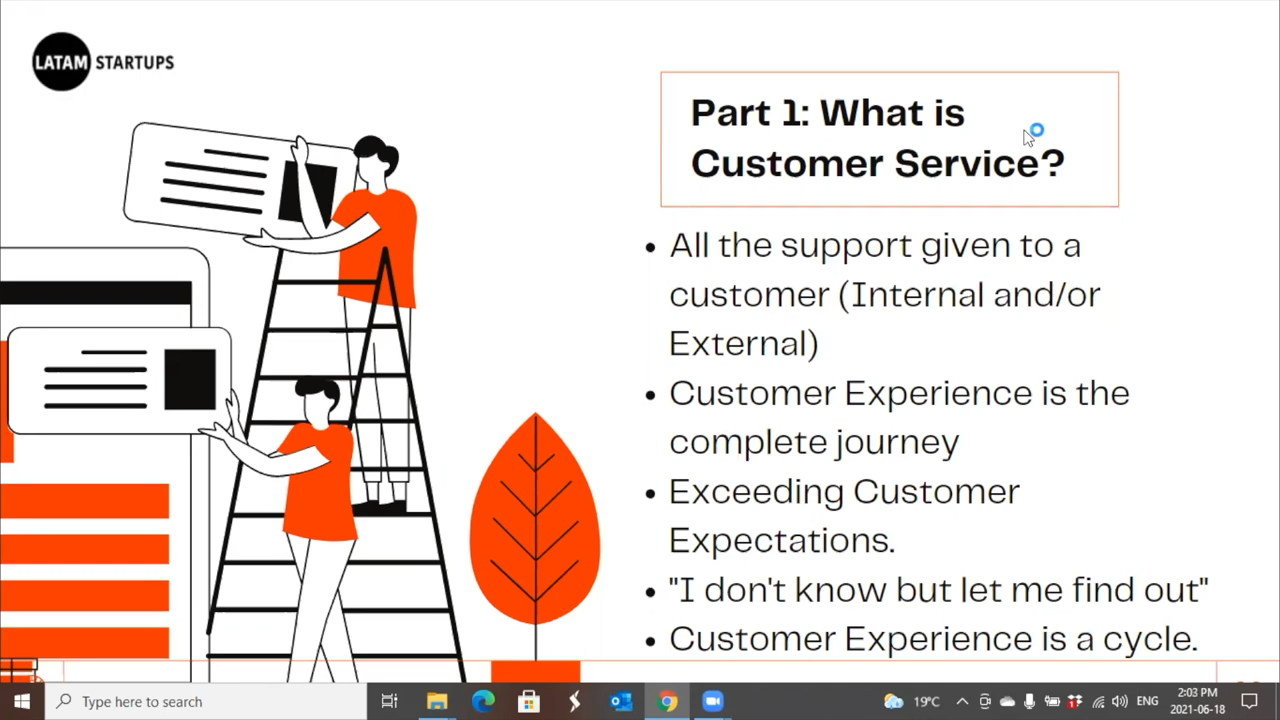 LATAM STARTUPS
Part 1: What is
Customer Service?
• All the support given to a
customer (Internal and/or
External)
• Customer Experience is the
complete journey
• Exceeding Customer
Expectations.
• "I don't know but let me find out"
• Customer Experience is a cycle.
Type here to search
19°C
ENG
2:03 PM
2021-06-18